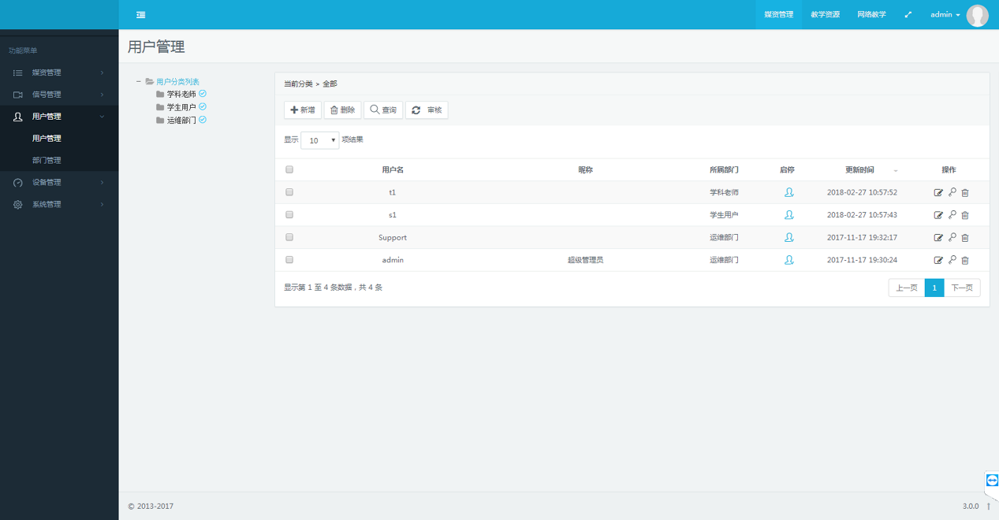 媒资管理 教学资源 网络教学 admin
功能菜单
媒资管理
信号管理
用户管理
用户管理
部门管理
设备管理
系统管理
用户管理
用户分类列表
学科老师
学生用户
运维部门
当前分类 > 全部
新增 删除 查询 审核
显示 10 项结果
用户名 昵称 所属部门 启停 更新时间 操作
t1 学科老师 2018-02-27 10:57:52
s1 学生用户 2018-02-27 10:57:43
Support 运维部门 2017-11-17 19:32:17
admin 超级管理员 运维部门 2017-11-17 19:30:24
显示第 1 至 4 条数据，共 4 条 上一页 1 下一页
© 2013-2017 3.0.0